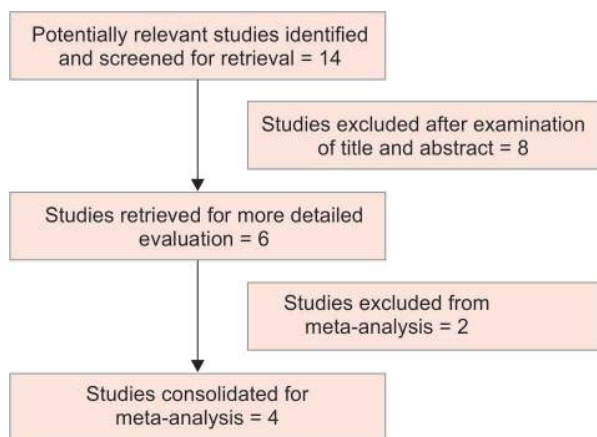 Potentially relevant studies identified
and screened for retrieval = 14
Studies excluded after examination
of title and abstract = 8
Studies retrieved for more detailed
evaluation = 6
Studies excluded from
meta-analysis = 2
Studies consolidated for
meta-analysis = 4